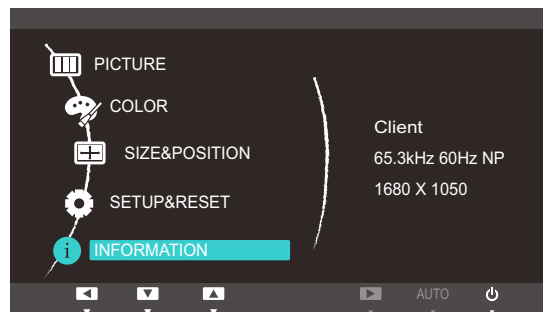 PICTURE
COLOR
SIZE&POSITION
SETUP&RESET
i INFORMATION
Client
65.3kHz 60Hz NP
1680 X 1050
AUTO